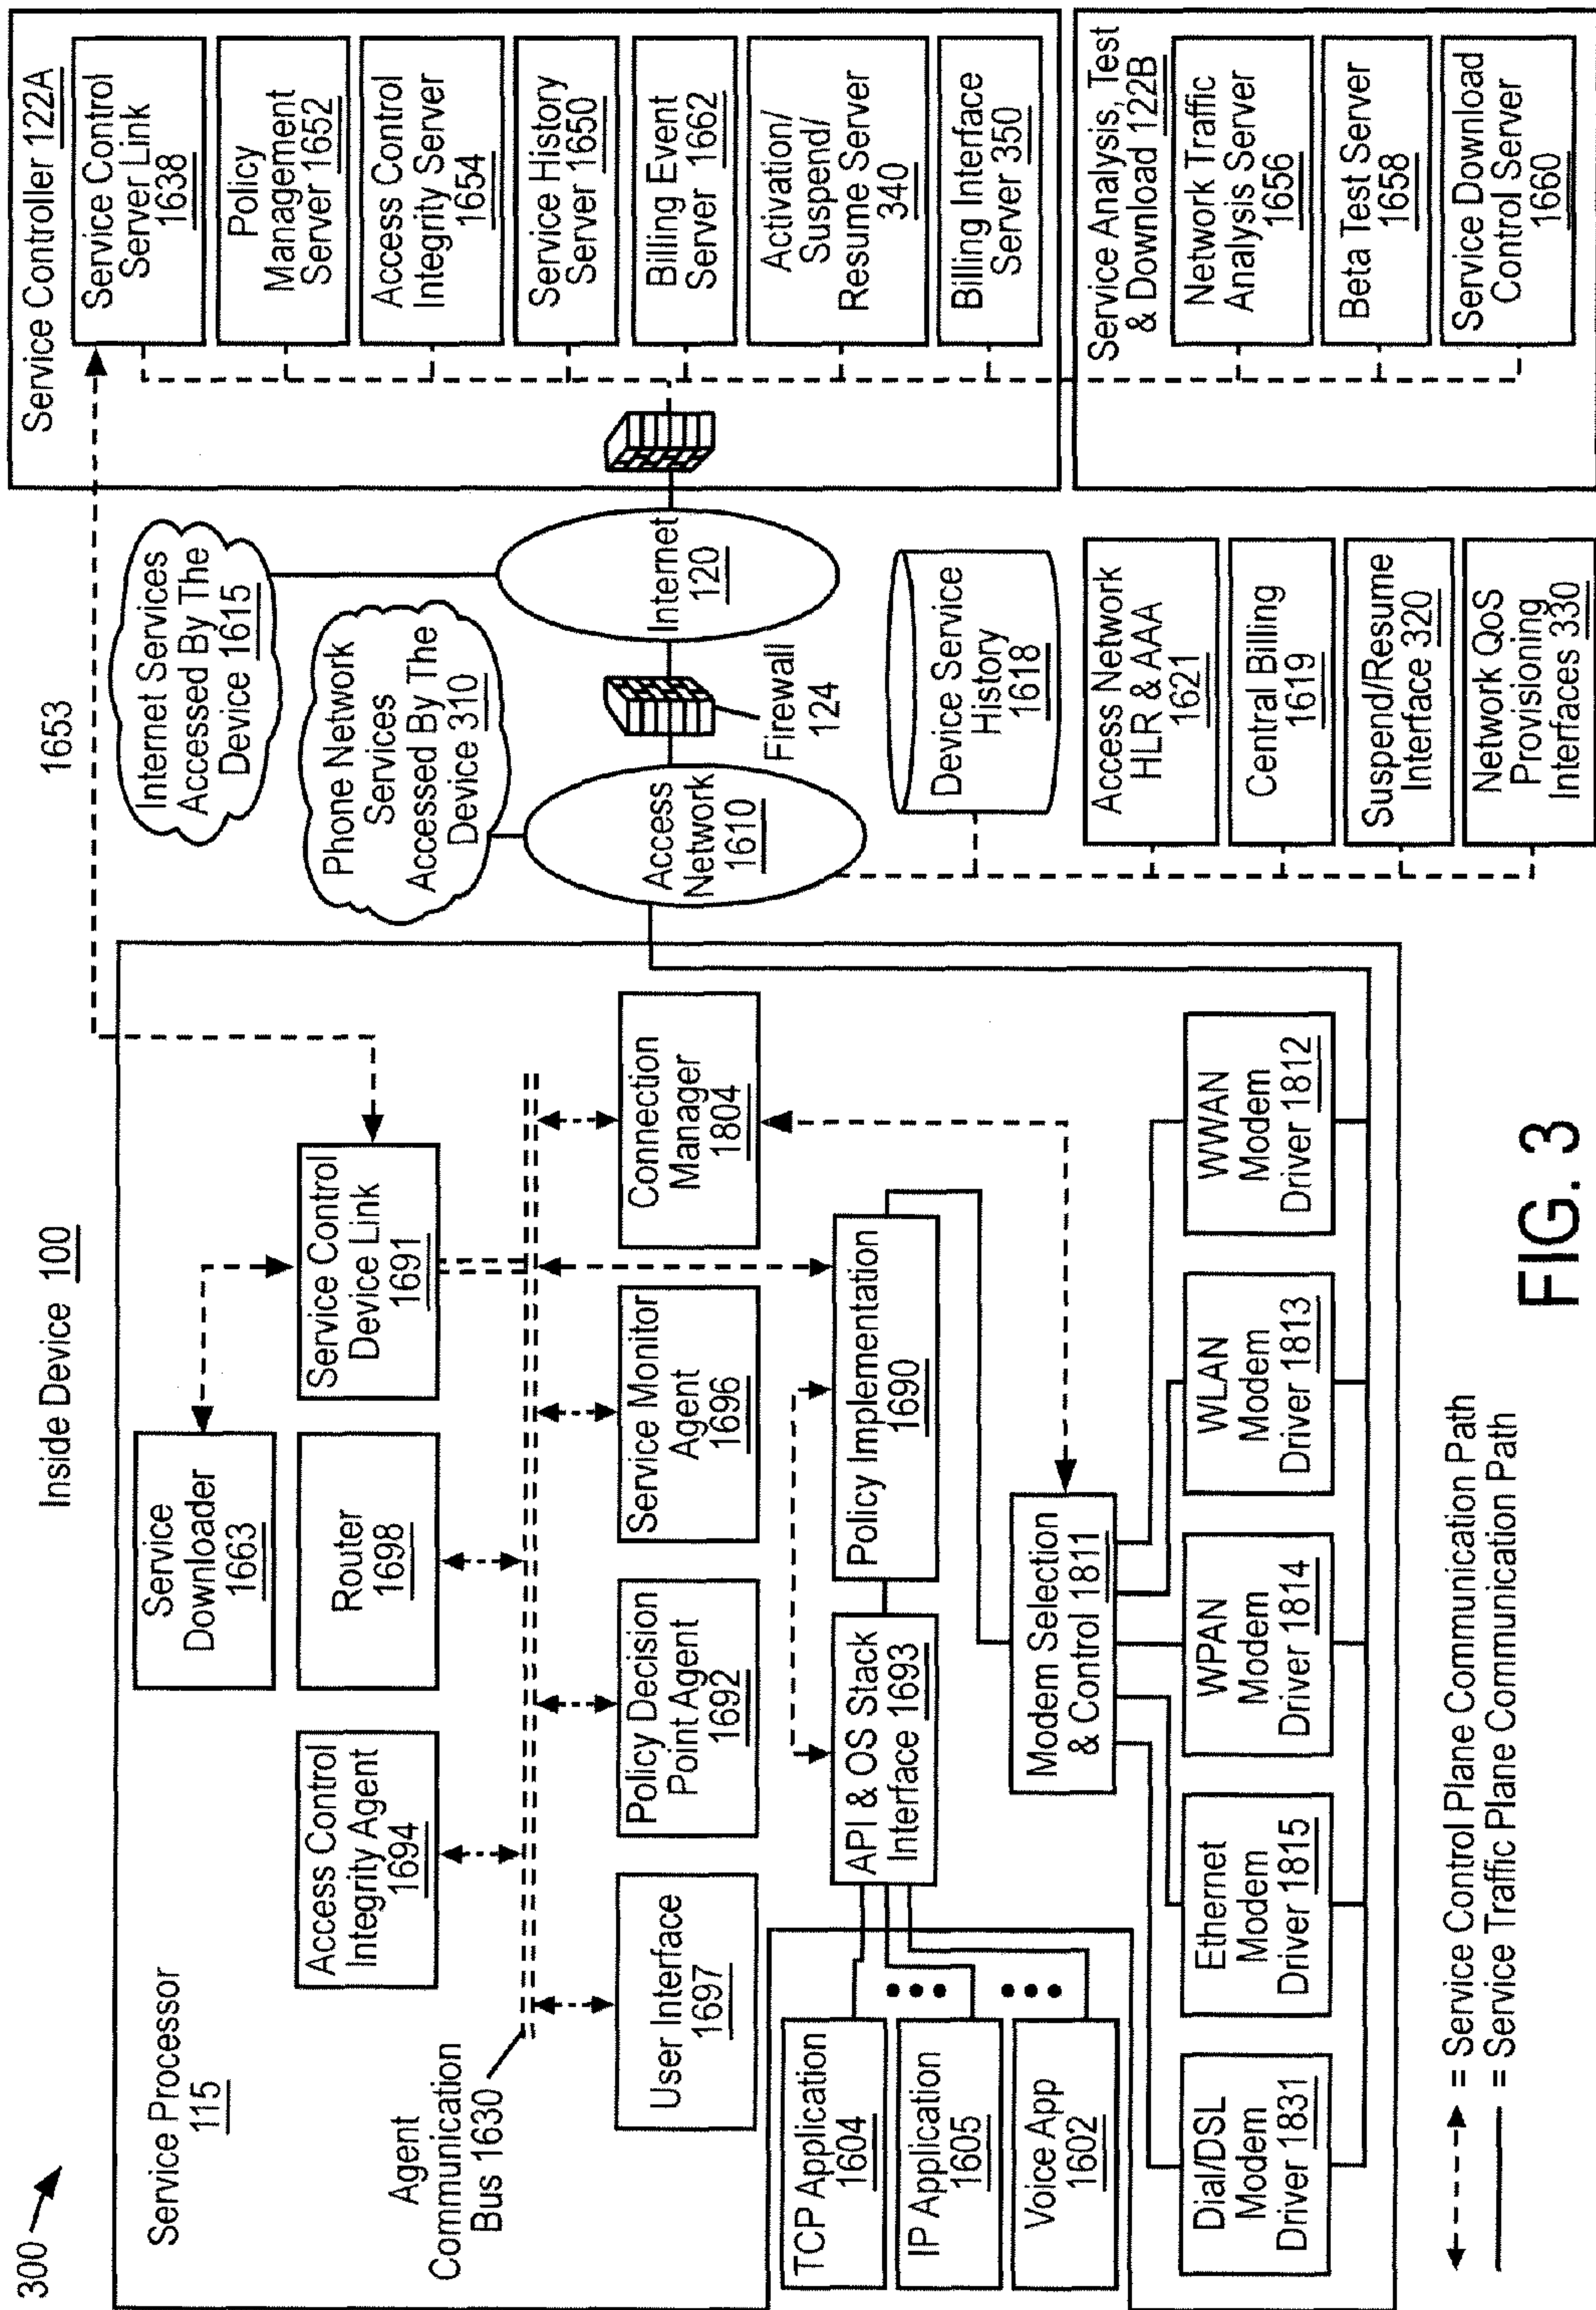 300
Inside Device 100
1653
Service Processor
115
Service
Downloader
1663
Access Control
Integrity Agent
1694
Router
1698
Service Control
Device Link
1691
Agent
Communication
Bus 1630
User Interface
1697
Policy Decision
Point Agent
1692
Service Monitor
Agent
1696
Connection
Manager
1804
TCP Application
1604
IP Application
1605
Voice App
1602
API & OS Stack
Interface 1693
Policy Implementation
1690
Modem Selection
& Control 1811
Dial/DSL
Modem
Driver 1831
Ethernet
Modem
Driver 1815
WPAN
Modem
Driver 1814
WLAN
Modem
Driver 1813
WWAN
Modem
Driver 1812
Internet Services
Accessed By The
Device 1615
Phone Network
Services
Accessed By The
Device 310
Access
Network
1610
Firewall
124
Internet
120
Device Service
History
1618
Access Network
HLR & AAA
1621
Central Billing
1619
Suspend/Resume
Interface 320
Network QoS
Provisioning
Interfaces 330
Service Controller 122A
Service Control
Server Link
1638
Policy
Management
Server 1652
Access Control
Integrity Server
1654
Service History
Server 1650
Billing Event
Server 1662
Activation/
Suspend/
Resume Server
340
Billing Interface
Server 350
Service Analysis, Test
& Download 122B
Network Traffic
Analysis Server
1656
Beta Test Server
1658
Service Download
Control Server
1660
= Service Control Plane Communication Path
= Service Traffic Plane Communication Path
FIG. 3